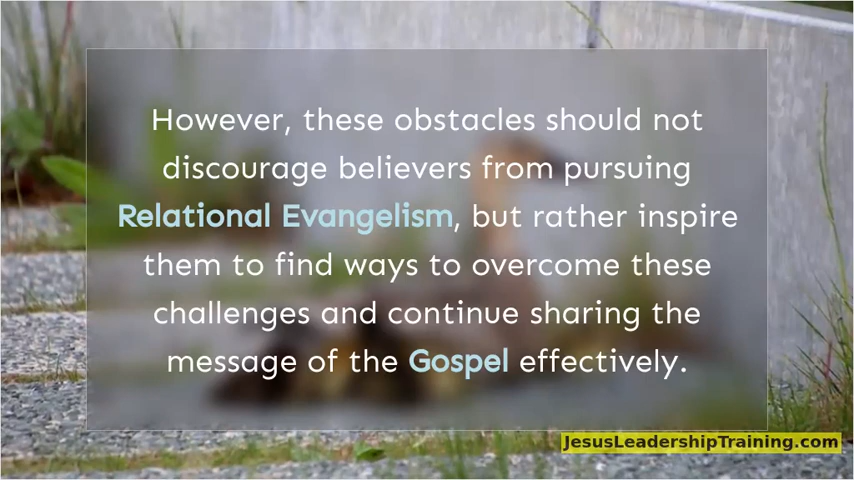 However, these obstacles should not
discourage believers from pursuing
Relational Evangelism, but rather inspire
them to find ways to overcome these
challenges and continue sharing the
message of the Gospel effectively.
JesusLeadershipTraining.com